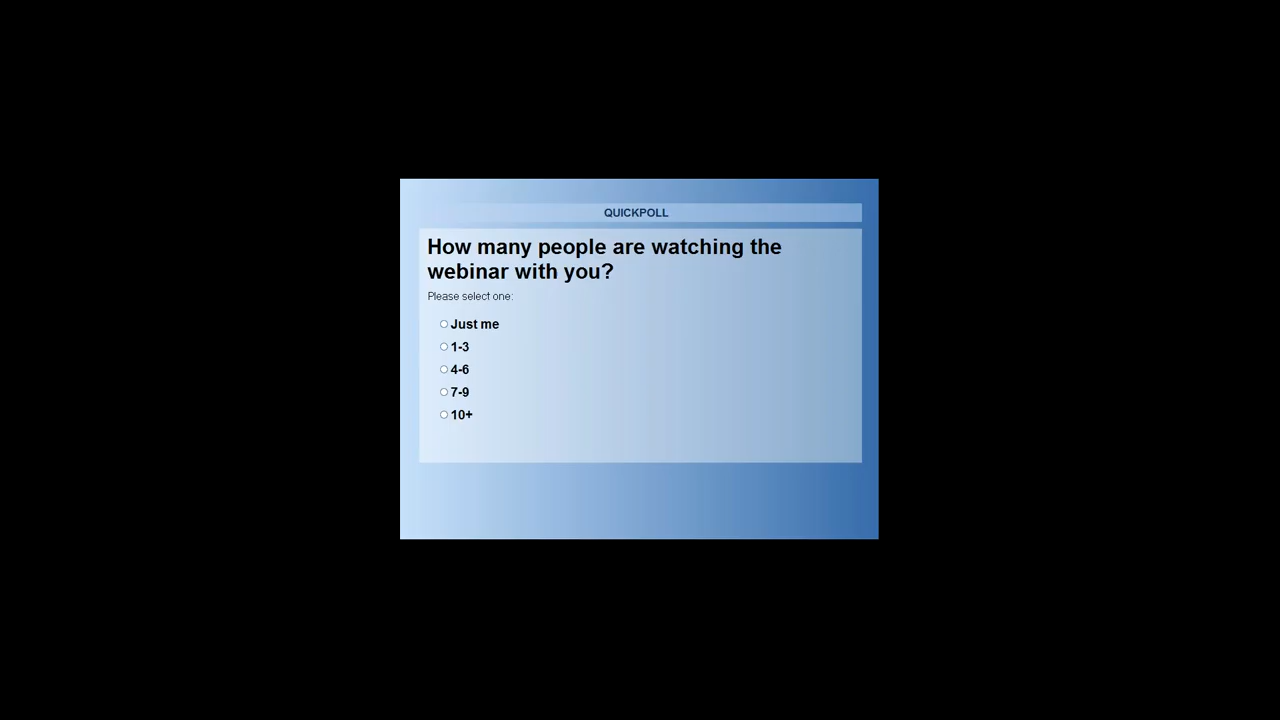 QUICKPOLL
How many people are watching the
webinar with you?
Please select one:
Just me
1-3
4-6
7-9
10+